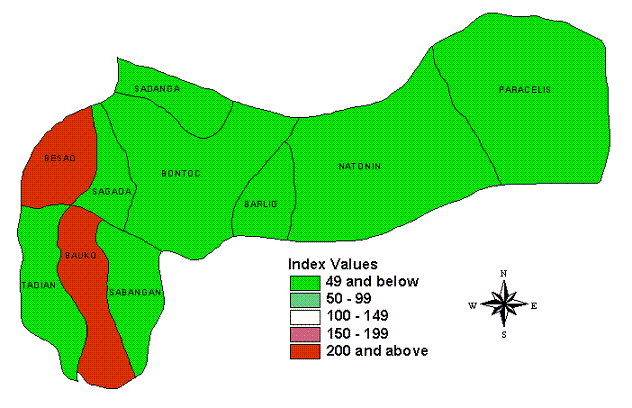 PARACELIS
SADANGA
BESAO
BONTOC
NATONIN
SAGADA
BARLIG
BAUKO
TADIAN
SABANGAN
Index Values
49 and below
50 - 99
100 - 149
150 - 199
200 and above
N
W E
S